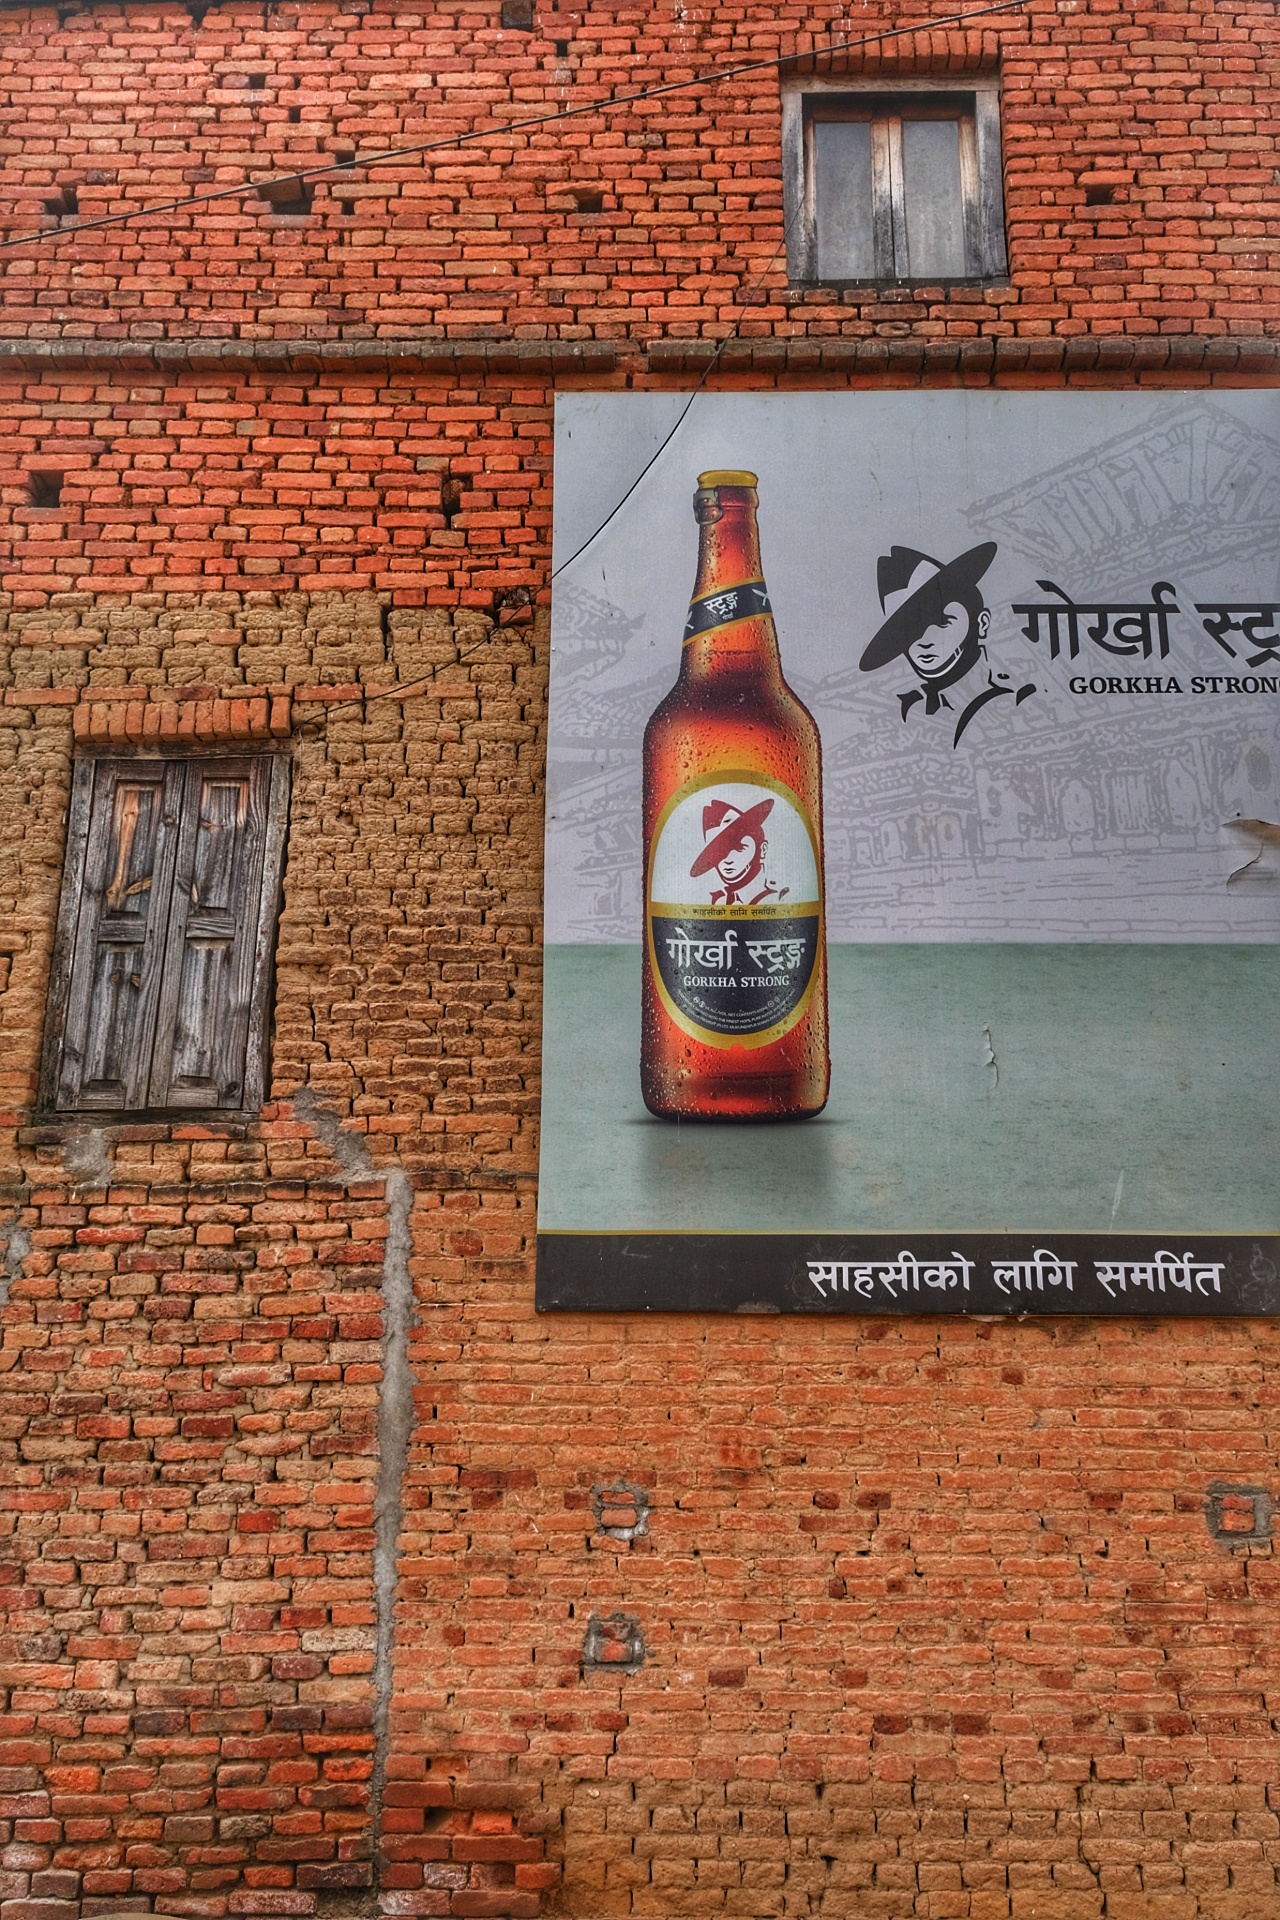 स्ट्रङ्ग
गोर्खा स्ट्र
GORKHA STRONG
साहसीको लागि समर्पित
गोर्खा स्ट्रङ्ग
GORKHA STRONG
साहसीको लागि समर्पित